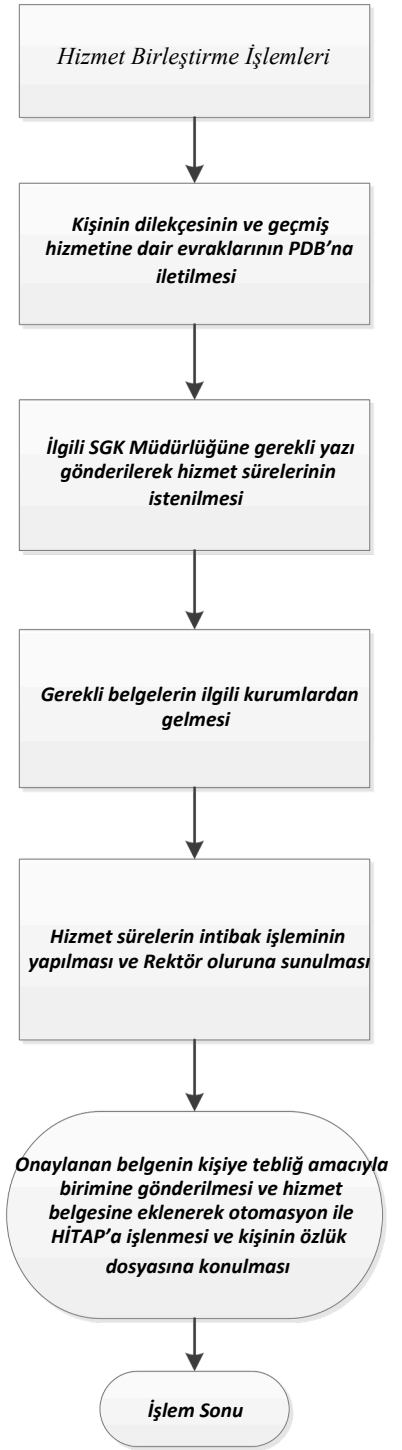 Hizmet Birleştirme İşlemleri
Kişinin dilekçesinin ve geçmiş
hizmetine dair evraklarının PDB’na
iletilmesi
İlgili SGK Müdürlüğüne gerekli yazı
gönderilerek hizmet sürelerinin
istenilmesi
Gerekli belgelerin ilgili kurumlardan
gelmesi
Hizmet sürelerin intibak işleminin
yapılması ve Rektör oluruna sunulması
Onaylanan belgenin kişiye tebliğ amacıyla
birimine gönderilmesi ve hizmet
belgesine eklenerek otomasyon ile
HİTAP’a işlenmesi ve kişinin özlük
dosyasına konulması
İşlem Sonu